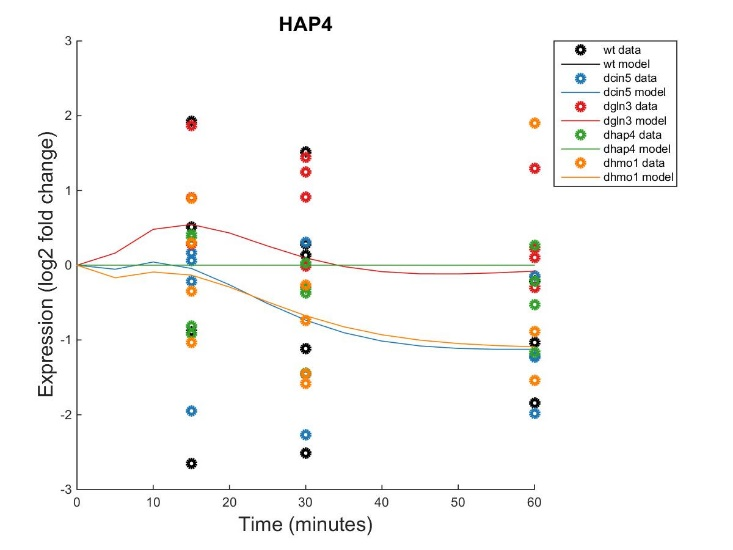 HAP4
3
2
1
0
-1
-2
-3
Expression (log2 fold change)
0 10 20 30 40 50 60
Time (minutes)
wt data
wt model
dcin5 data
dcin5 model
dgln3 data
dgln3 model
dhap4 data
dhap4 model
dhmo1 data
dhmo1 model